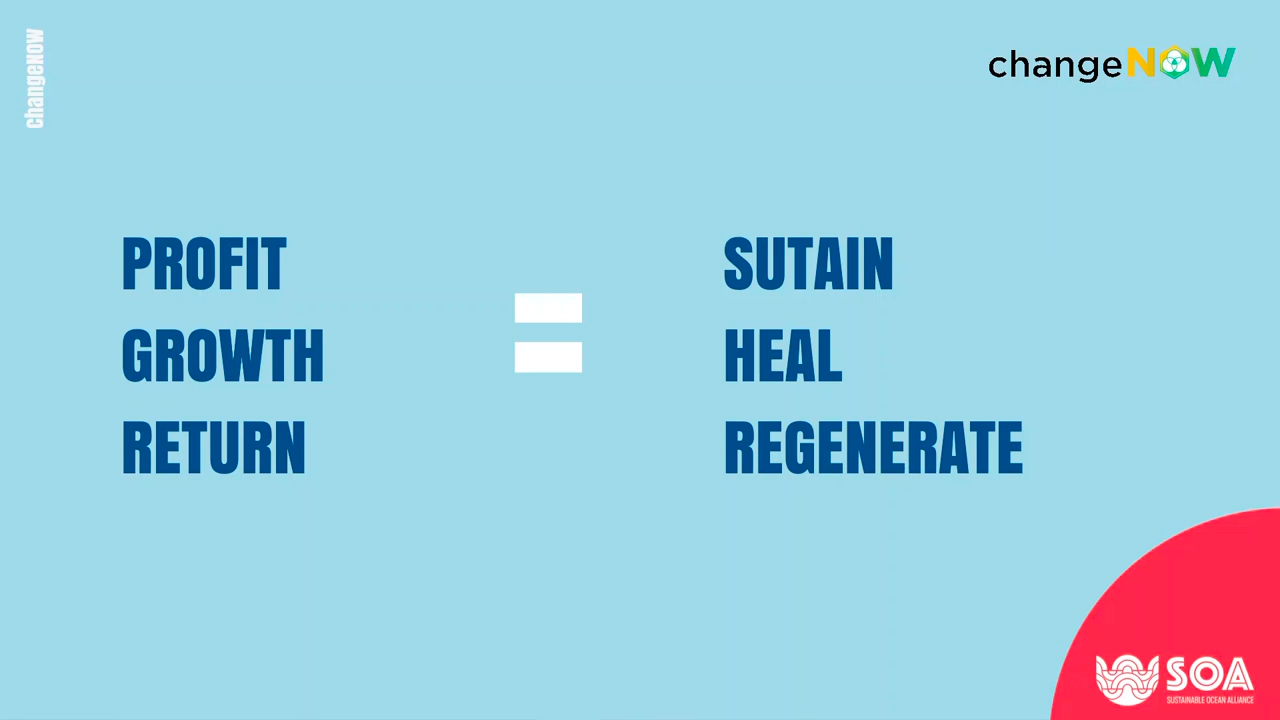 changeNOW
changeNOW
PROFIT
GROWTH
RETURN
=
SUTAIN
HEAL
REGENERATE
SOA
SUSTAINABLE OCEAN ALLIANCE